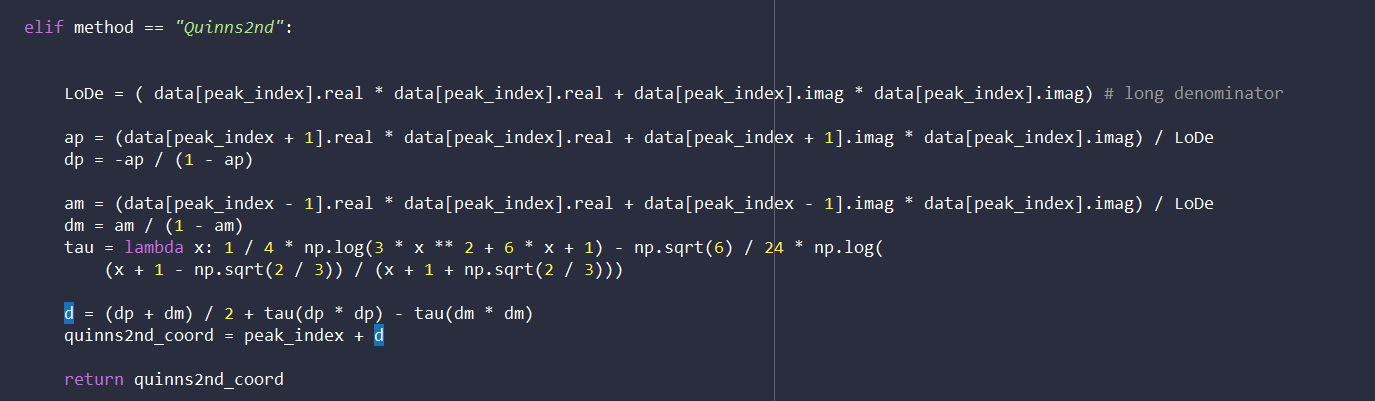 elif method == "Quinns2nd":
LoDe = ( data[peak_index].real * data[peak_index].real + data[peak_index].imag * data[peak_index].imag) # long denominator
ap = (data[peak_index + 1].real * data[peak_index].real + data[peak_index + 1].imag * data[peak_index].imag) / LoDe
dp = -ap / (1 - ap)
am = (data[peak_index - 1].real * data[peak_index].real + data[peak_index - 1].imag * data[peak_index].imag) / LoDe
dm = am / (1 - am)
tau = lambda x: 1 / 4 * np.log(3 * x ** 2 + 6 * x + 1) - np.sqrt(6) / 24 * np.log(
(x + 1 - np.sqrt(2 / 3)) / (x + 1 + np.sqrt(2 / 3)))
d = (dp + dm) / 2 + tau(dp * dp) - tau(dm * dm)
quinns2nd_coord = peak_index + d
return quinns2nd_coord